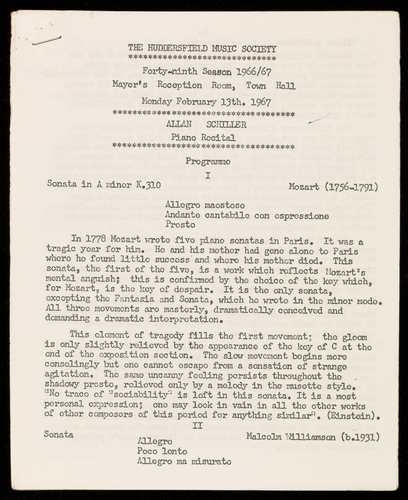 THE HUDDERSFIELD MUSIC SOCIETY
*****************************
Forty-ninth Season 1966/67
Mayor's Reception Room, Town Hall
Monday February 13th. 1967
************************************
ALLAN SCHILLER
Piano Recital
************************************
Programme
I
Sonata in A minor K.310 Mozart (1756-1791)
Allegro maestoso
Andante cantabile con espressione
Presto
In 1778 Mozart wrote five piano sonatas in Paris. It was a
tragic year for him. He and his mother had gone alone to Paris
where he found little success and where his mother died. This
sonata, the first of the five, is a work which reflects Mozart's
mental anguish; this is confirmed by the choice of the key which,
for Mozart, is the key of despair. It is the only sonata,
excepting the Fantasia and Sonata, which he wrote in the minor mode.
All three movements are masterly, dramatically conceived and
demanding a dramatic interpretation.
This element of tragedy fills the first movement; the gloom
is only slightly relieved by the appearance of the key of C at the
end of the exposition section. The slow movement begins more
consolingly but one cannot escape from a sensation of strange
agitation. The same uncanny feeling persists throughout the
shadowy presto, relieved only by a melody in the musette style.
"No trace of "sociability" is left in this sonata. It is a most
personal expression; one may look in vain in all the other works
of other composers of this period for anything similar". (Einstein).
II
Sonata Malcolm Williamson (b.1931)
Allegro
Poco lento
Allegro ma misurato